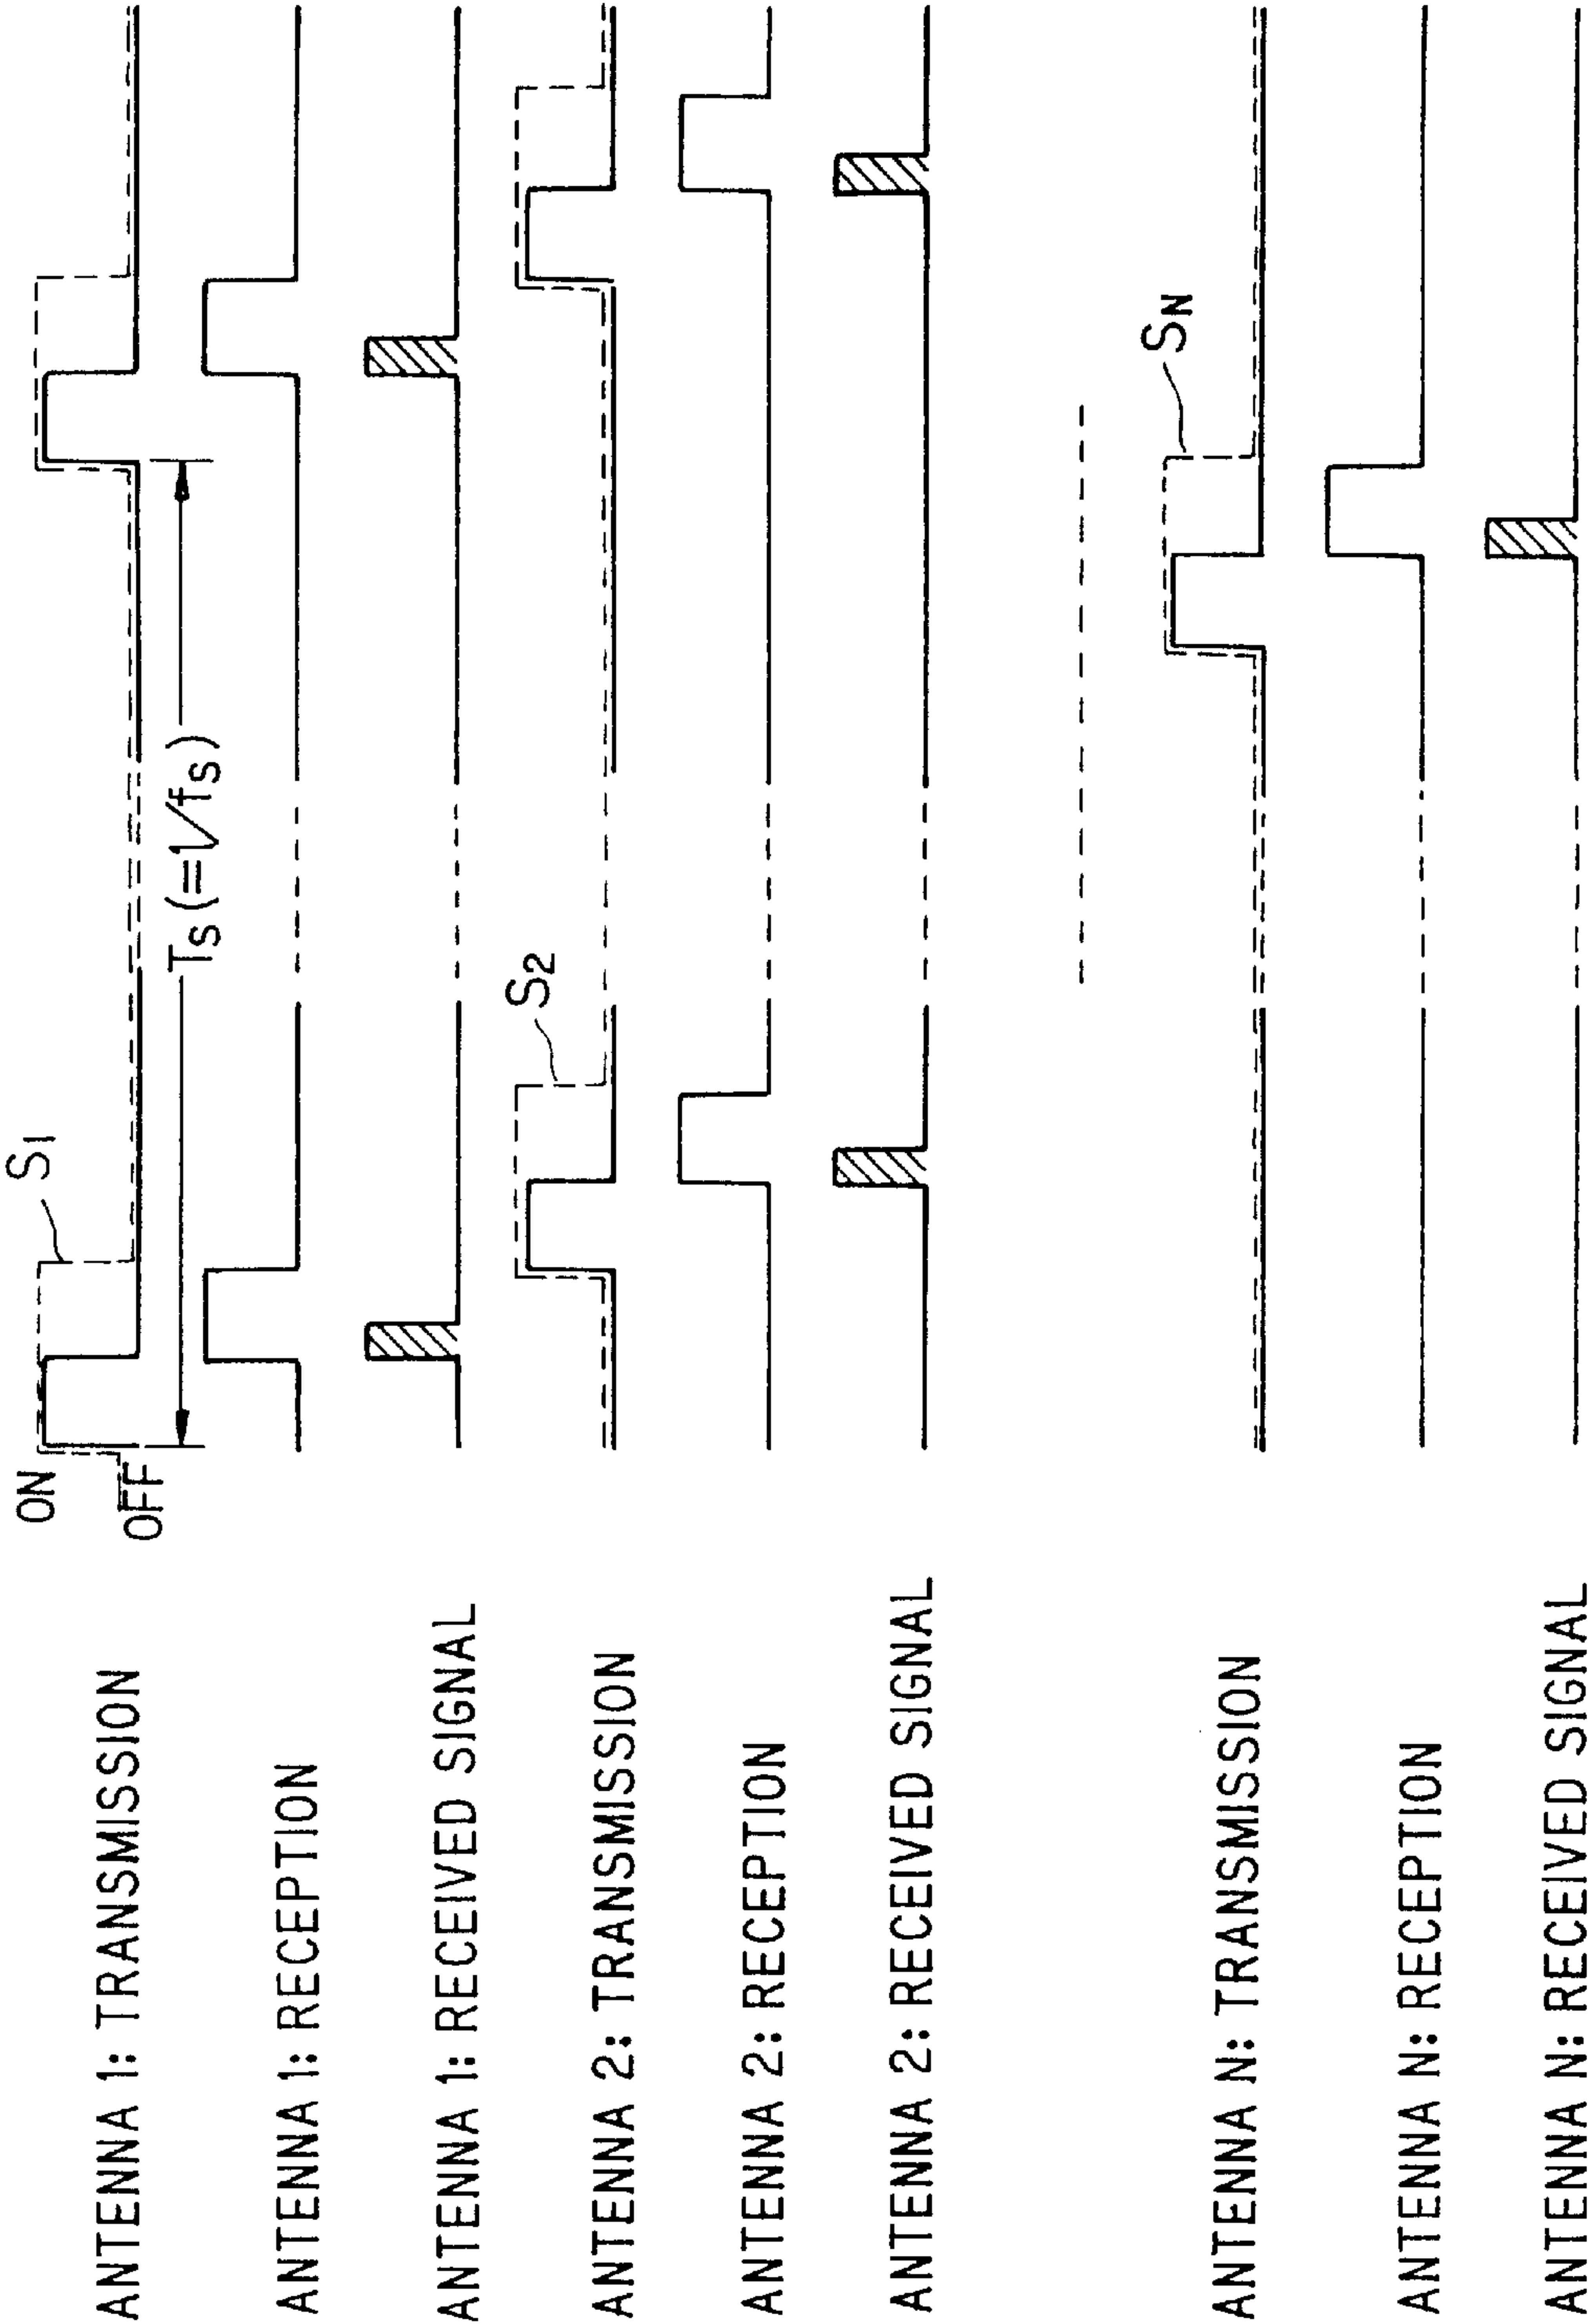 ON
OFF
S1
Ts (=1/fs)
ANTENNA 1: TRANSMISSION
ANTENNA 1: RECEPTION
ANTENNA 1: RECEIVED SIGNAL
S2
ANTENNA 2: TRANSMISSION
ANTENNA 2: RECEPTION
ANTENNA 2: RECEIVED SIGNAL
SN
ANTENNA N: TRANSMISSION
ANTENNA N: RECEPTION
ANTENNA N: RECEIVED SIGNAL